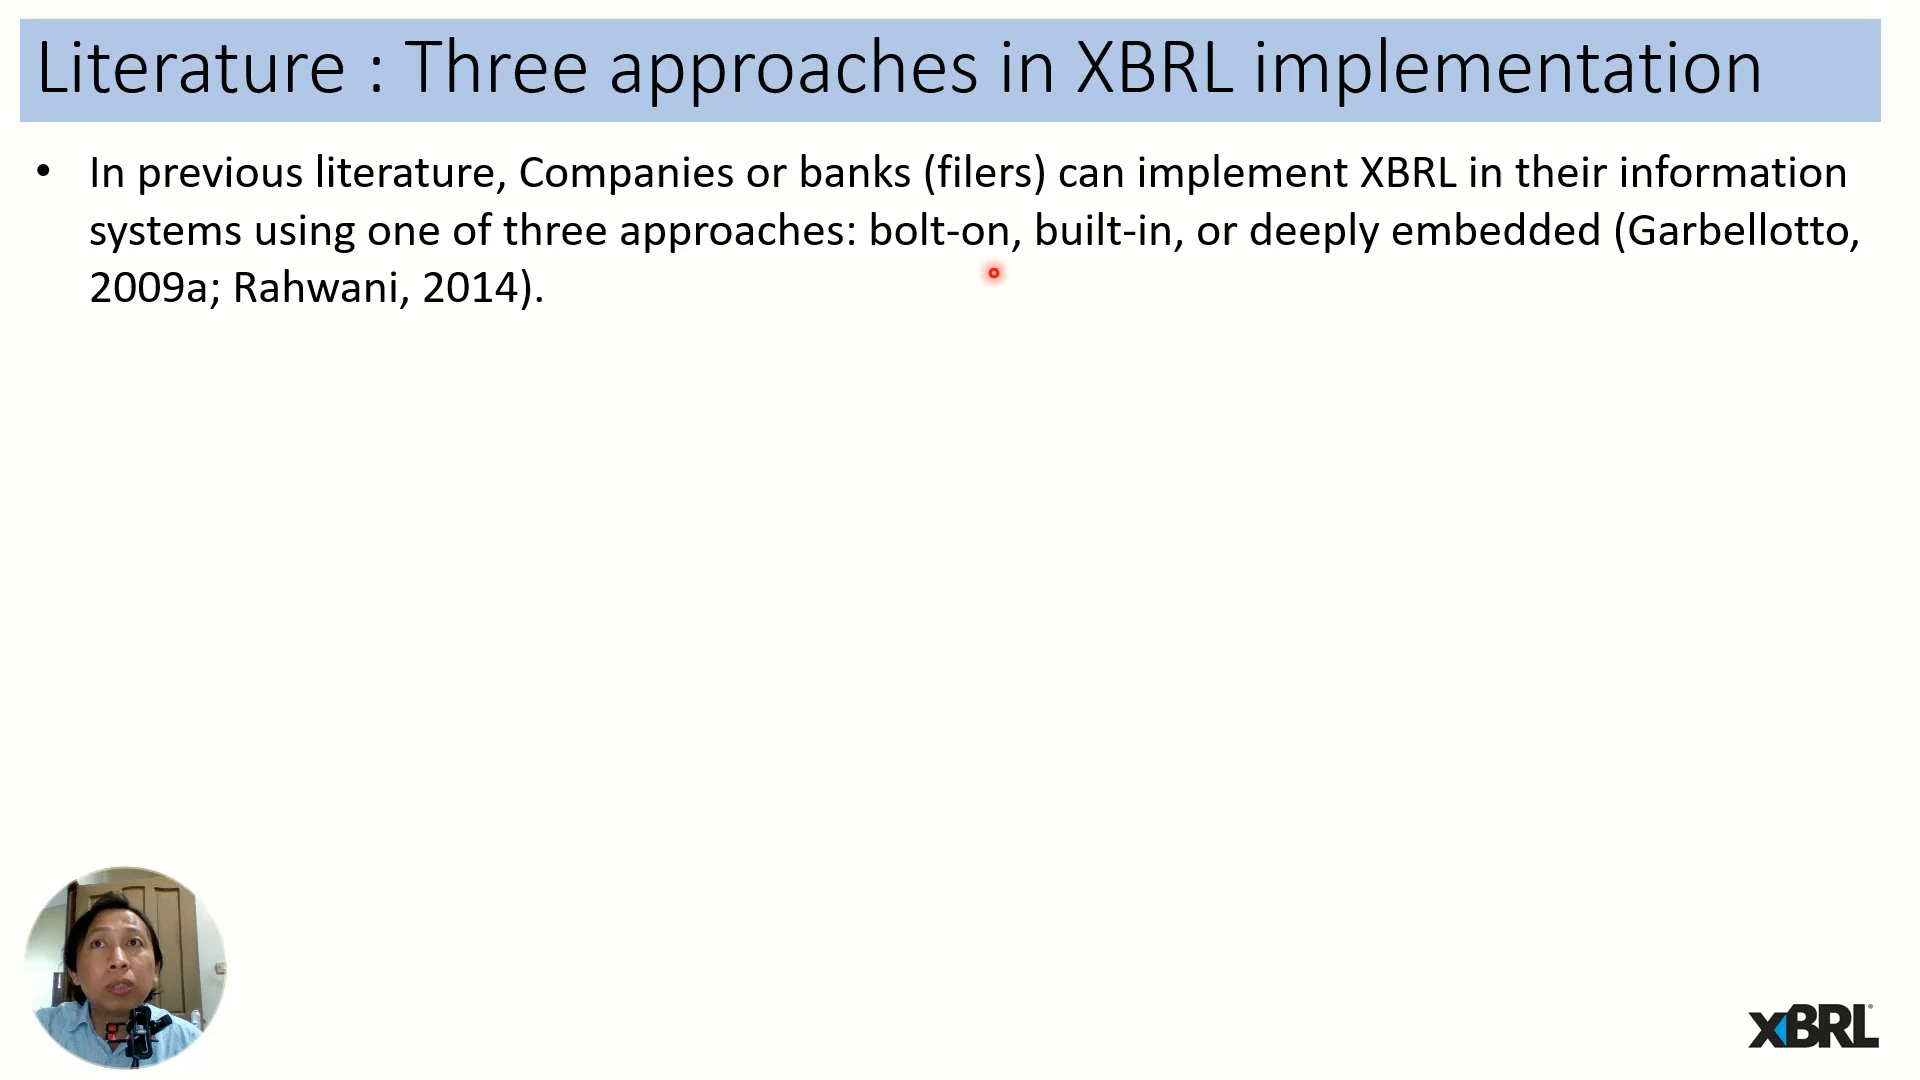 Literature : Three approaches in XBRL implementation
• In previous literature, Companies or banks (filers) can implement XBRL in their information
systems using one of three approaches: bolt-on, built-in, or deeply embedded (Garbellotto,
2009a; Rahwani, 2014).
XBRL